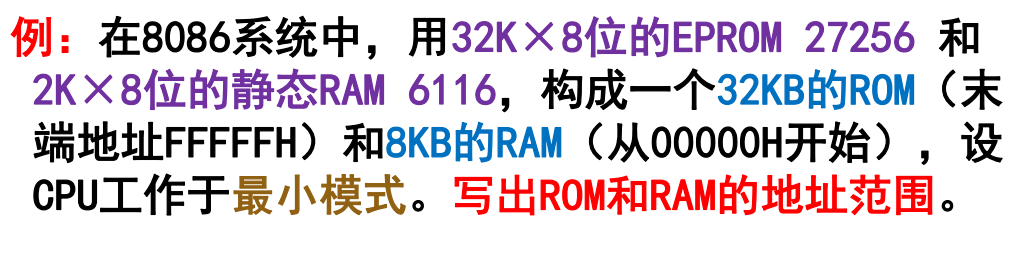 例：在8086系统中，用32K×8位的EPROM 27256 和
2K×8位的静态RAM 6116，构成一个32KB的ROM（末
端地址FFFFFH）和8KB的RAM（从00000H开始），设
CPU工作于最小模式。写出ROM和RAM的地址范围。